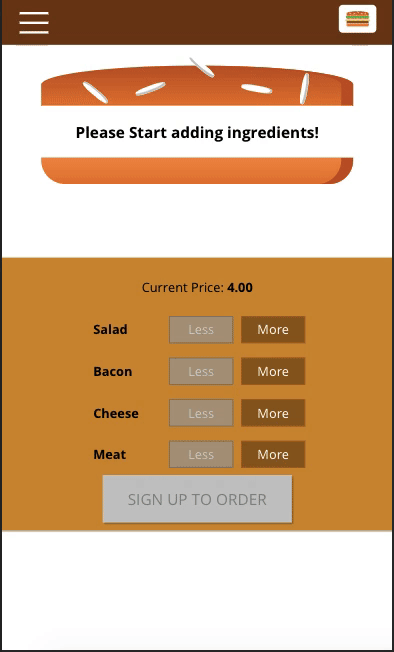 Please Start adding ingredients!
Current Price: 4.00
Salad Less More
Bacon Less More
Cheese Less More
Meat Less More
SIGN UP TO ORDER